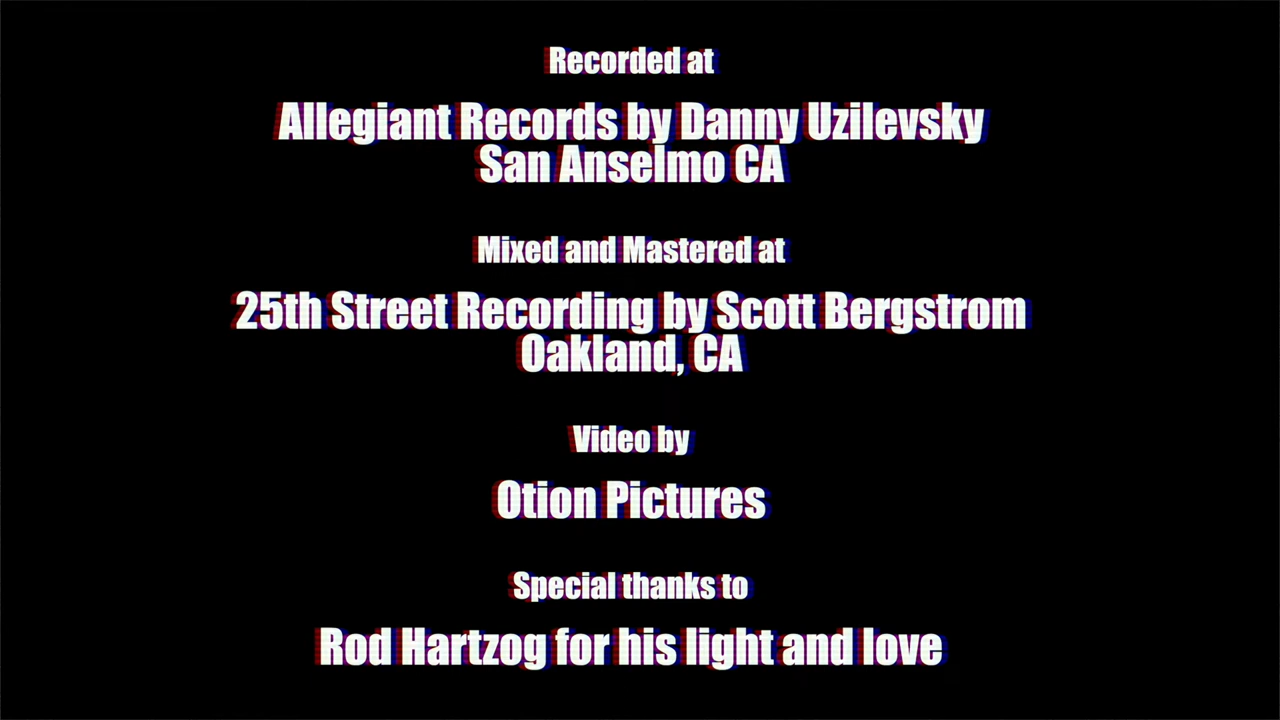 Recorded at
Allegiant Records by Danny Uzilevsky
San Anselmo CA
Mixed and Mastered at
25th Street Recording by Scott Bergstrom
Oakland, CA
Video by
Otion Pictures
Special thanks to
Rod Hartzog for his light and love